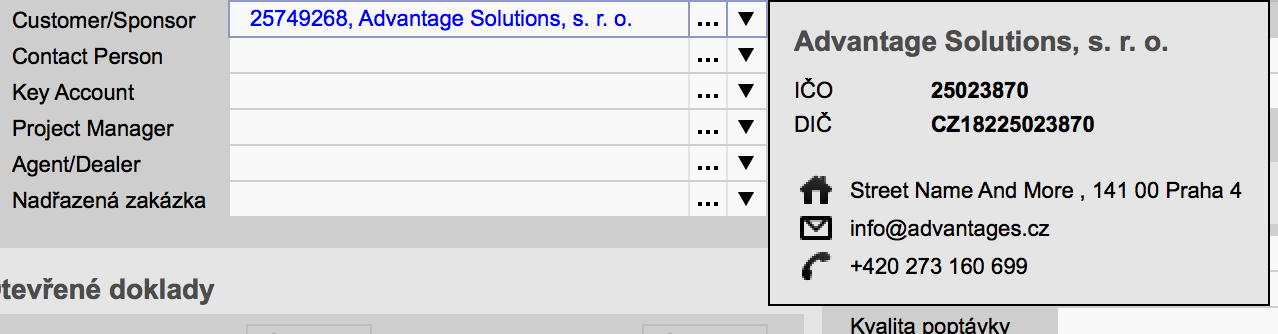 Customer/Sponsor 25749268, Advantage Solutions, s. r. o. ...
Contact Person ...
Key Account ...
Project Manager ...
Agent/Dealer ...
Nadřazená zakázka ...
Advantage Solutions, s. r. o.
IČO 25023870
DIČ CZ18225023870
Street Name And More , 141 00 Praha 4
info@advantages.cz
+420 273 160 699
tevřené doklady
Kvalita poptávky